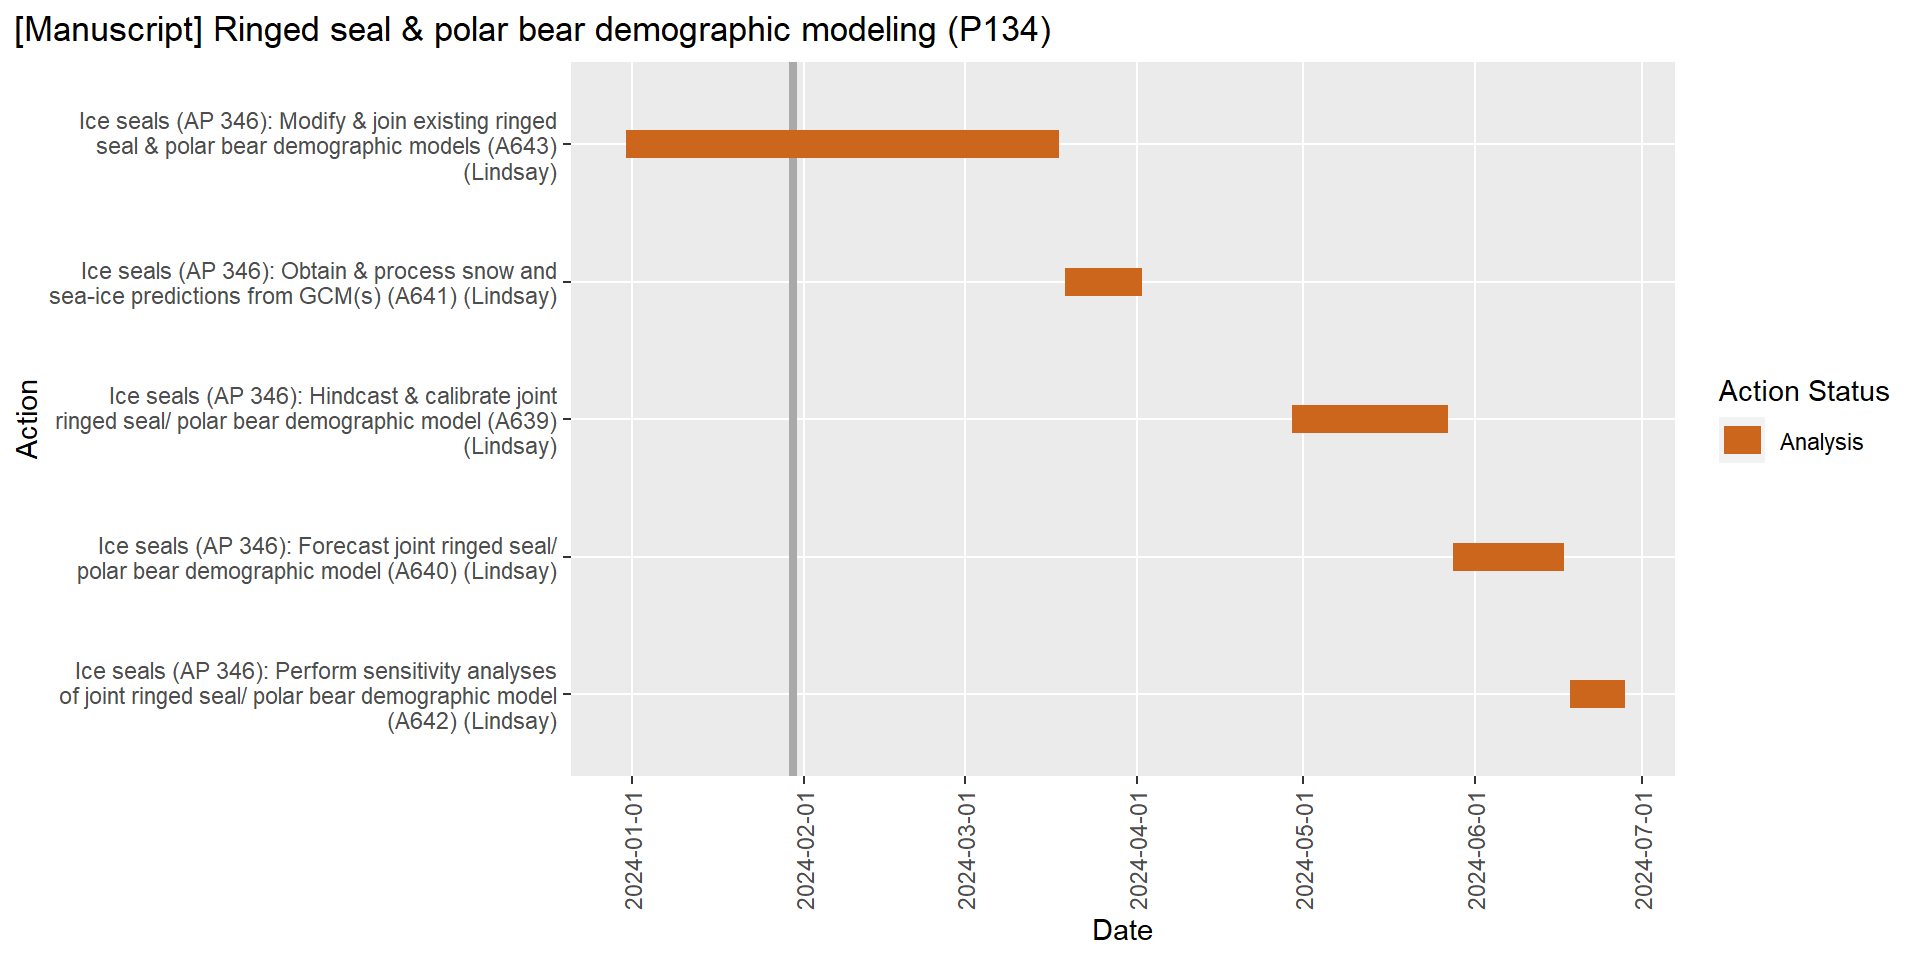 [Manuscript] Ringed seal & polar bear demographic modeling (P134)
Ice seals (AP 346): Modify & join existing ringed
seal & polar bear demographic models (A643)
(Lindsay)
Ice seals (AP 346): Obtain & process snow and
sea-ice predictions from GCM(s) (A641) (Lindsay)
Ice seals (AP 346): Hindcast & calibrate joint
ringed seal/ polar bear demographic model (A639)
(Lindsay)
Ice seals (AP 346): Forecast joint ringed seal/
polar bear demographic model (A640) (Lindsay)
Ice seals (AP 346): Perform sensitivity analyses
of joint ringed seal/ polar bear demographic model
(A642) (Lindsay)
Action
Action Status
Analysis
2024-01-01
2024-02-01
2024-03-01
2024-04-01
2024-05-01
2024-06-01
2024-07-01
Date